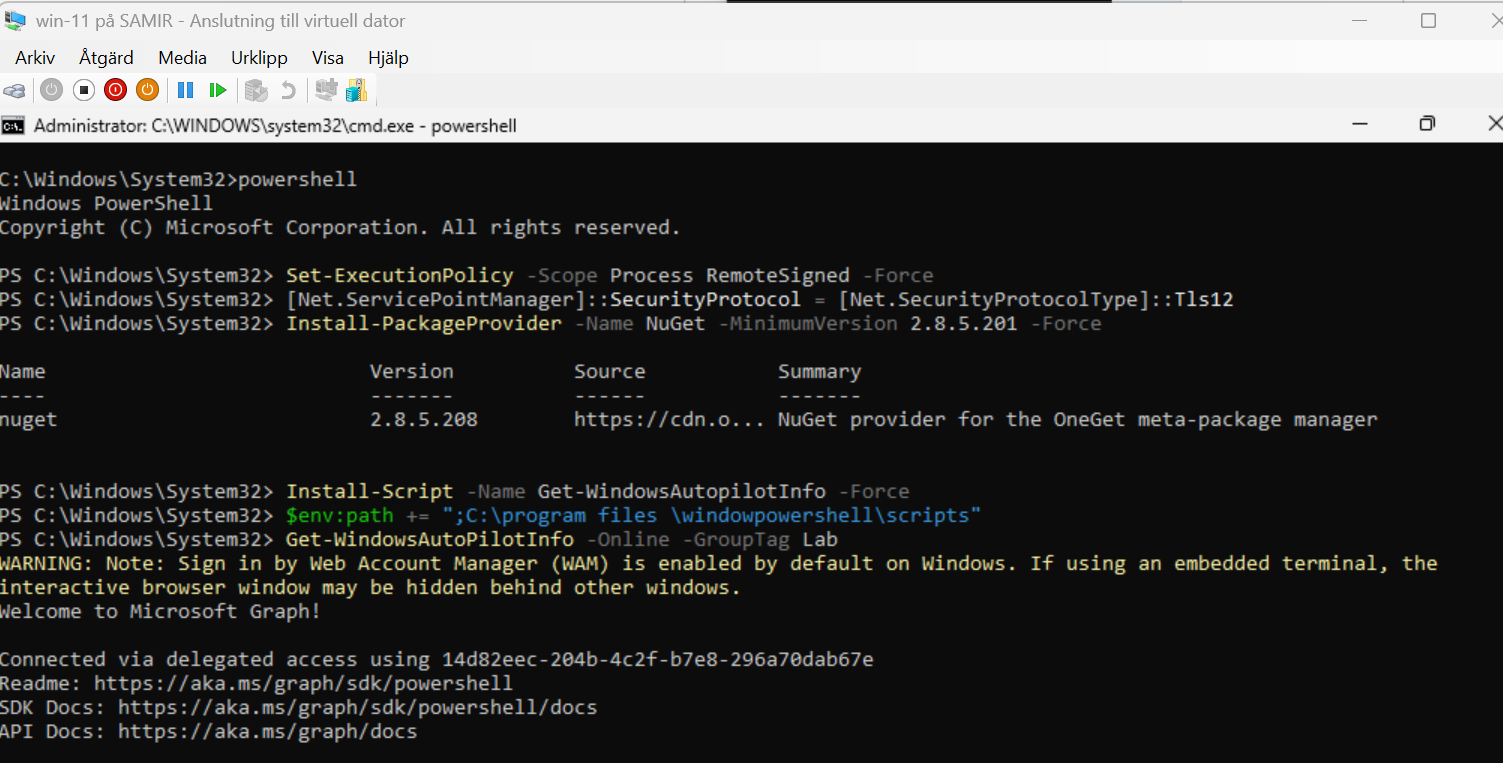 win-11 på SAMIR - Anslutning till virtuell dator
Arkiv Åtgärd Media Urklipp Visa Hjälp
Administrator: C:\WINDOWS\system32\cmd.exe - powershell
C:\Windows\System32>powershell
Windows PowerShell
Copyright (C) Microsoft Corporation. All rights reserved.
PS C:\Windows\System32> Set-ExecutionPolicy -Scope Process RemoteSigned -Force
PS C:\Windows\System32> [Net.ServicePointManager]::SecurityProtocol = [Net.SecurityProtocolType]::Tls12
PS C:\Windows\System32> Install-PackageProvider -Name NuGet -MinimumVersion 2.8.5.201 -Force
Name Version Source Summary
---- ------- ------ -------
nuget 2.8.5.208 https://cdn.o... NuGet provider for the OneGet meta-package manager
PS C:\Windows\System32> Install-Script -Name Get-WindowsAutopilotInfo -Force
PS C:\Windows\System32> $env:path += ";C:\program files \windowpowershell\scripts"
PS C:\Windows\System32> Get-WindowsAutoPilotInfo -Online -GroupTag Lab
WARNING: Note: Sign in by Web Account Manager (WAM) is enabled by default on Windows. If using an embedded terminal, the
interactive browser window may be hidden behind other windows.
Welcome to Microsoft Graph!
Connected via delegated access using 14d82eec-204b-4c2f-b7e8-296a70dab67e
Readme: https://aka.ms/graph/sdk/powershell
SDK Docs: https://aka.ms/graph/sdk/powershell/docs
API Docs: https://aka.ms/graph/docs